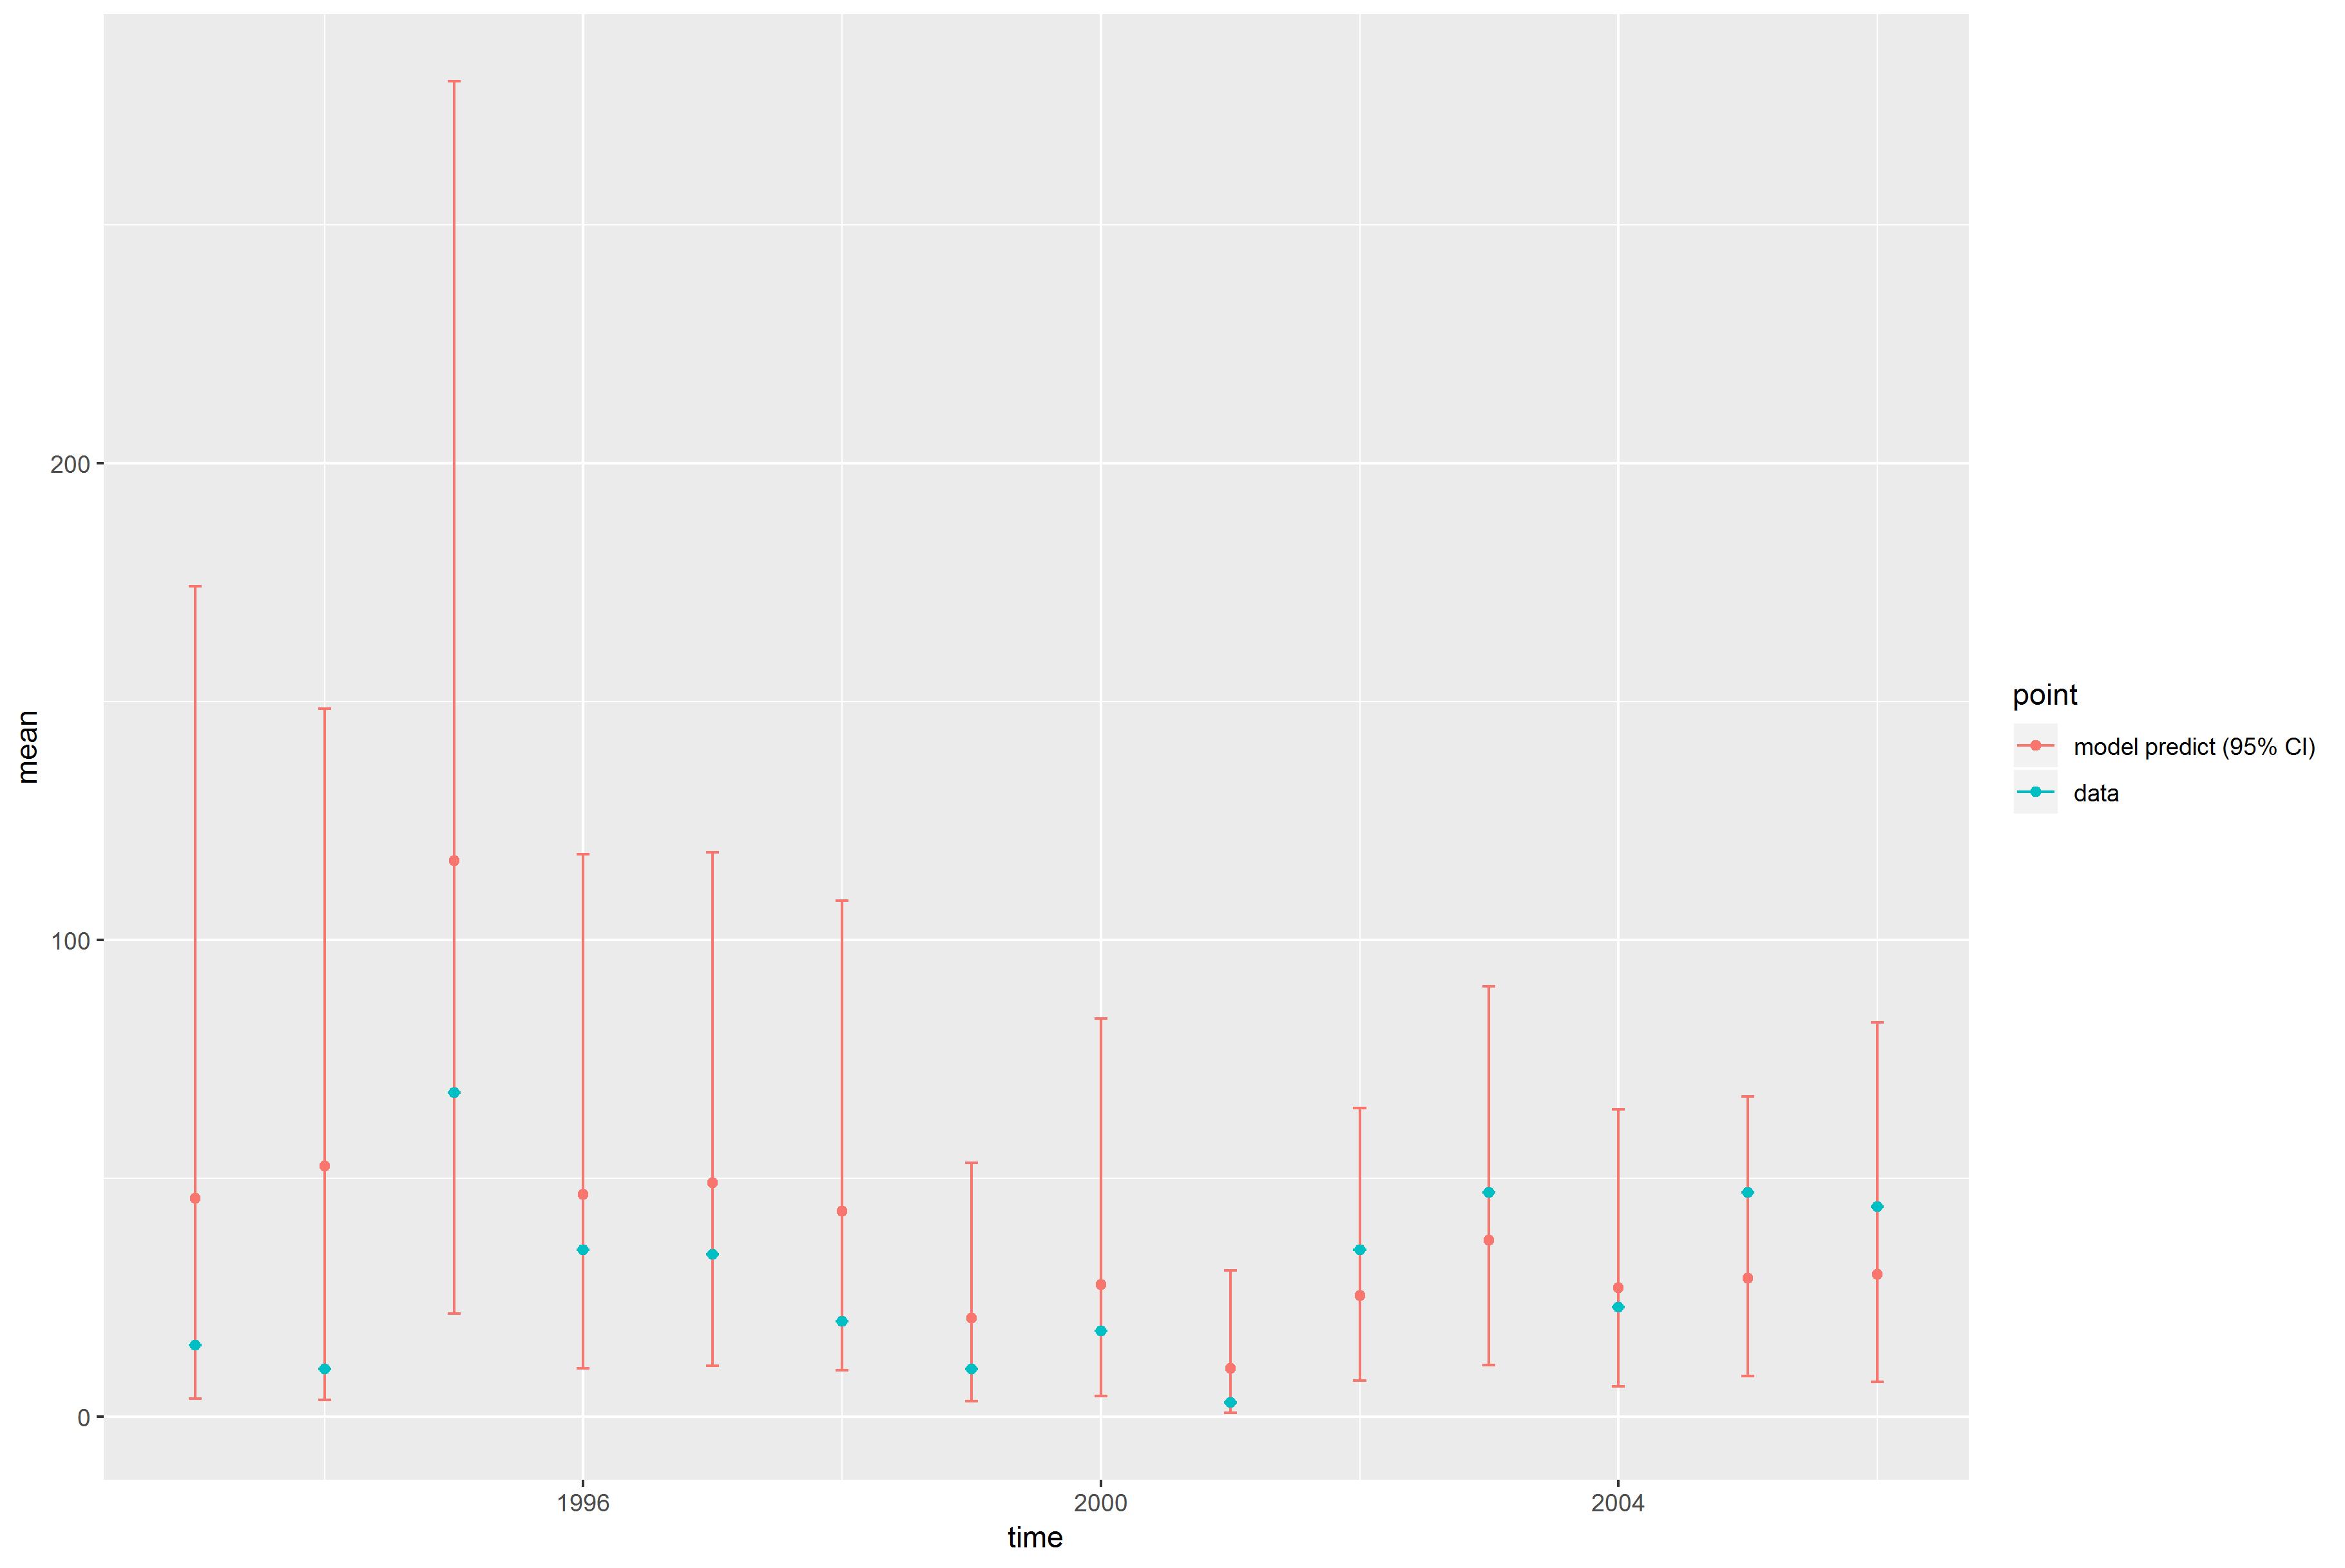 mean
200
100
0
1996
2000
2004
time
point
model predict (95% CI)
data